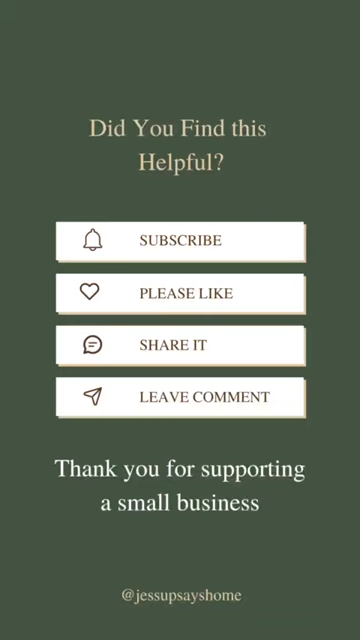 Did You Find this
Helpful?
SUBSCRIBE
PLEASE LIKE
SHARE IT
LEAVE COMMENT
Thank you for supporting
a small business
@jessupsayshome